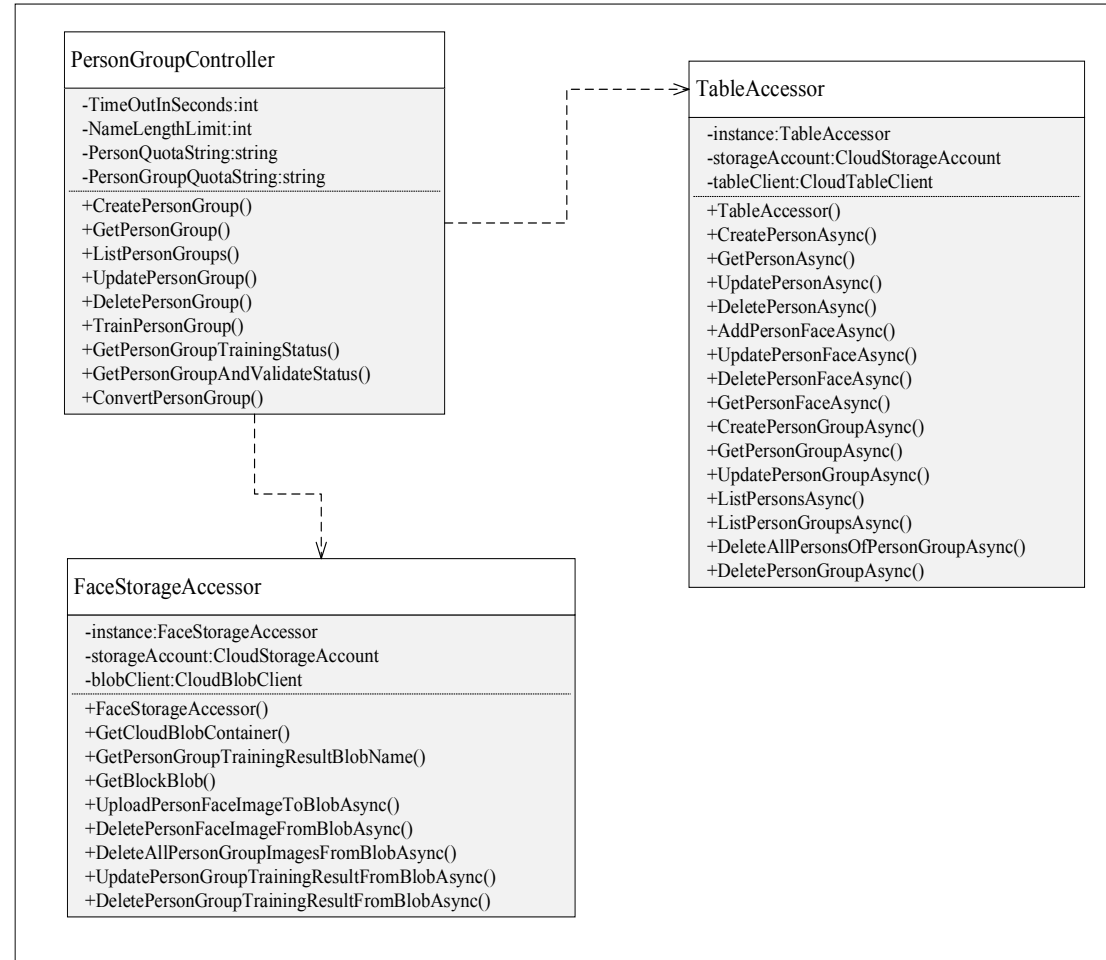 PersonGroupController
-TimeOutInSeconds:int
-NameLengthLimit:int
-PersonQuotaString:string
-PersonGroupQuotaString:string
+CreatePersonGroup()
+GetPersonGroup()
+ListPersonGroups()
+UpdatePersonGroup()
+DeletePersonGroup()
+TrainPersonGroup()
+GetPersonGroupTrainingStatus()
+GetPersonGroupAndValidateStatus()
+ConvertPersonGroup()
TableAccessor
-instance:TableAccessor
-storageAccount:CloudStorageAccount
-tableClient:CloudTableClient
+TableAccessor()
+CreatePersonAsync()
+GetPersonAsync()
+UpdatePersonAsync()
+DeletePersonAsync()
+AddPersonFaceAsync()
+UpdatePersonFaceAsync()
+DeletePersonFaceAsync()
+GetPersonFaceAsync()
+CreatePersonGroupAsync()
+GetPersonGroupAsync()
+UpdatePersonGroupAsync()
+ListPersonsAsync()
+ListPersonGroupsAsync()
+DeleteAllPersonsOfPersonGroupAsync()
+DeletePersonGroupAsync()
FaceStorageAccessor
-instance:FaceStorageAccessor
-storageAccount:CloudStorageAccount
-blobClient:CloudBlobClient
+FaceStorageAccessor()
+GetCloudBlobContainer()
+GetPersonGroupTrainingResultBlobName()
+GetBlockBlob()
+UploadPersonFaceImageToBlobAsync()
+DeletePersonFaceImageFromBlobAsync()
+DeleteAllPersonGroupImagesFromBlobAsync()
+UpdatePersonGroupTrainingResultFromBlobAsync()
+DeletePersonGroupTrainingResultFromBlobAsync()